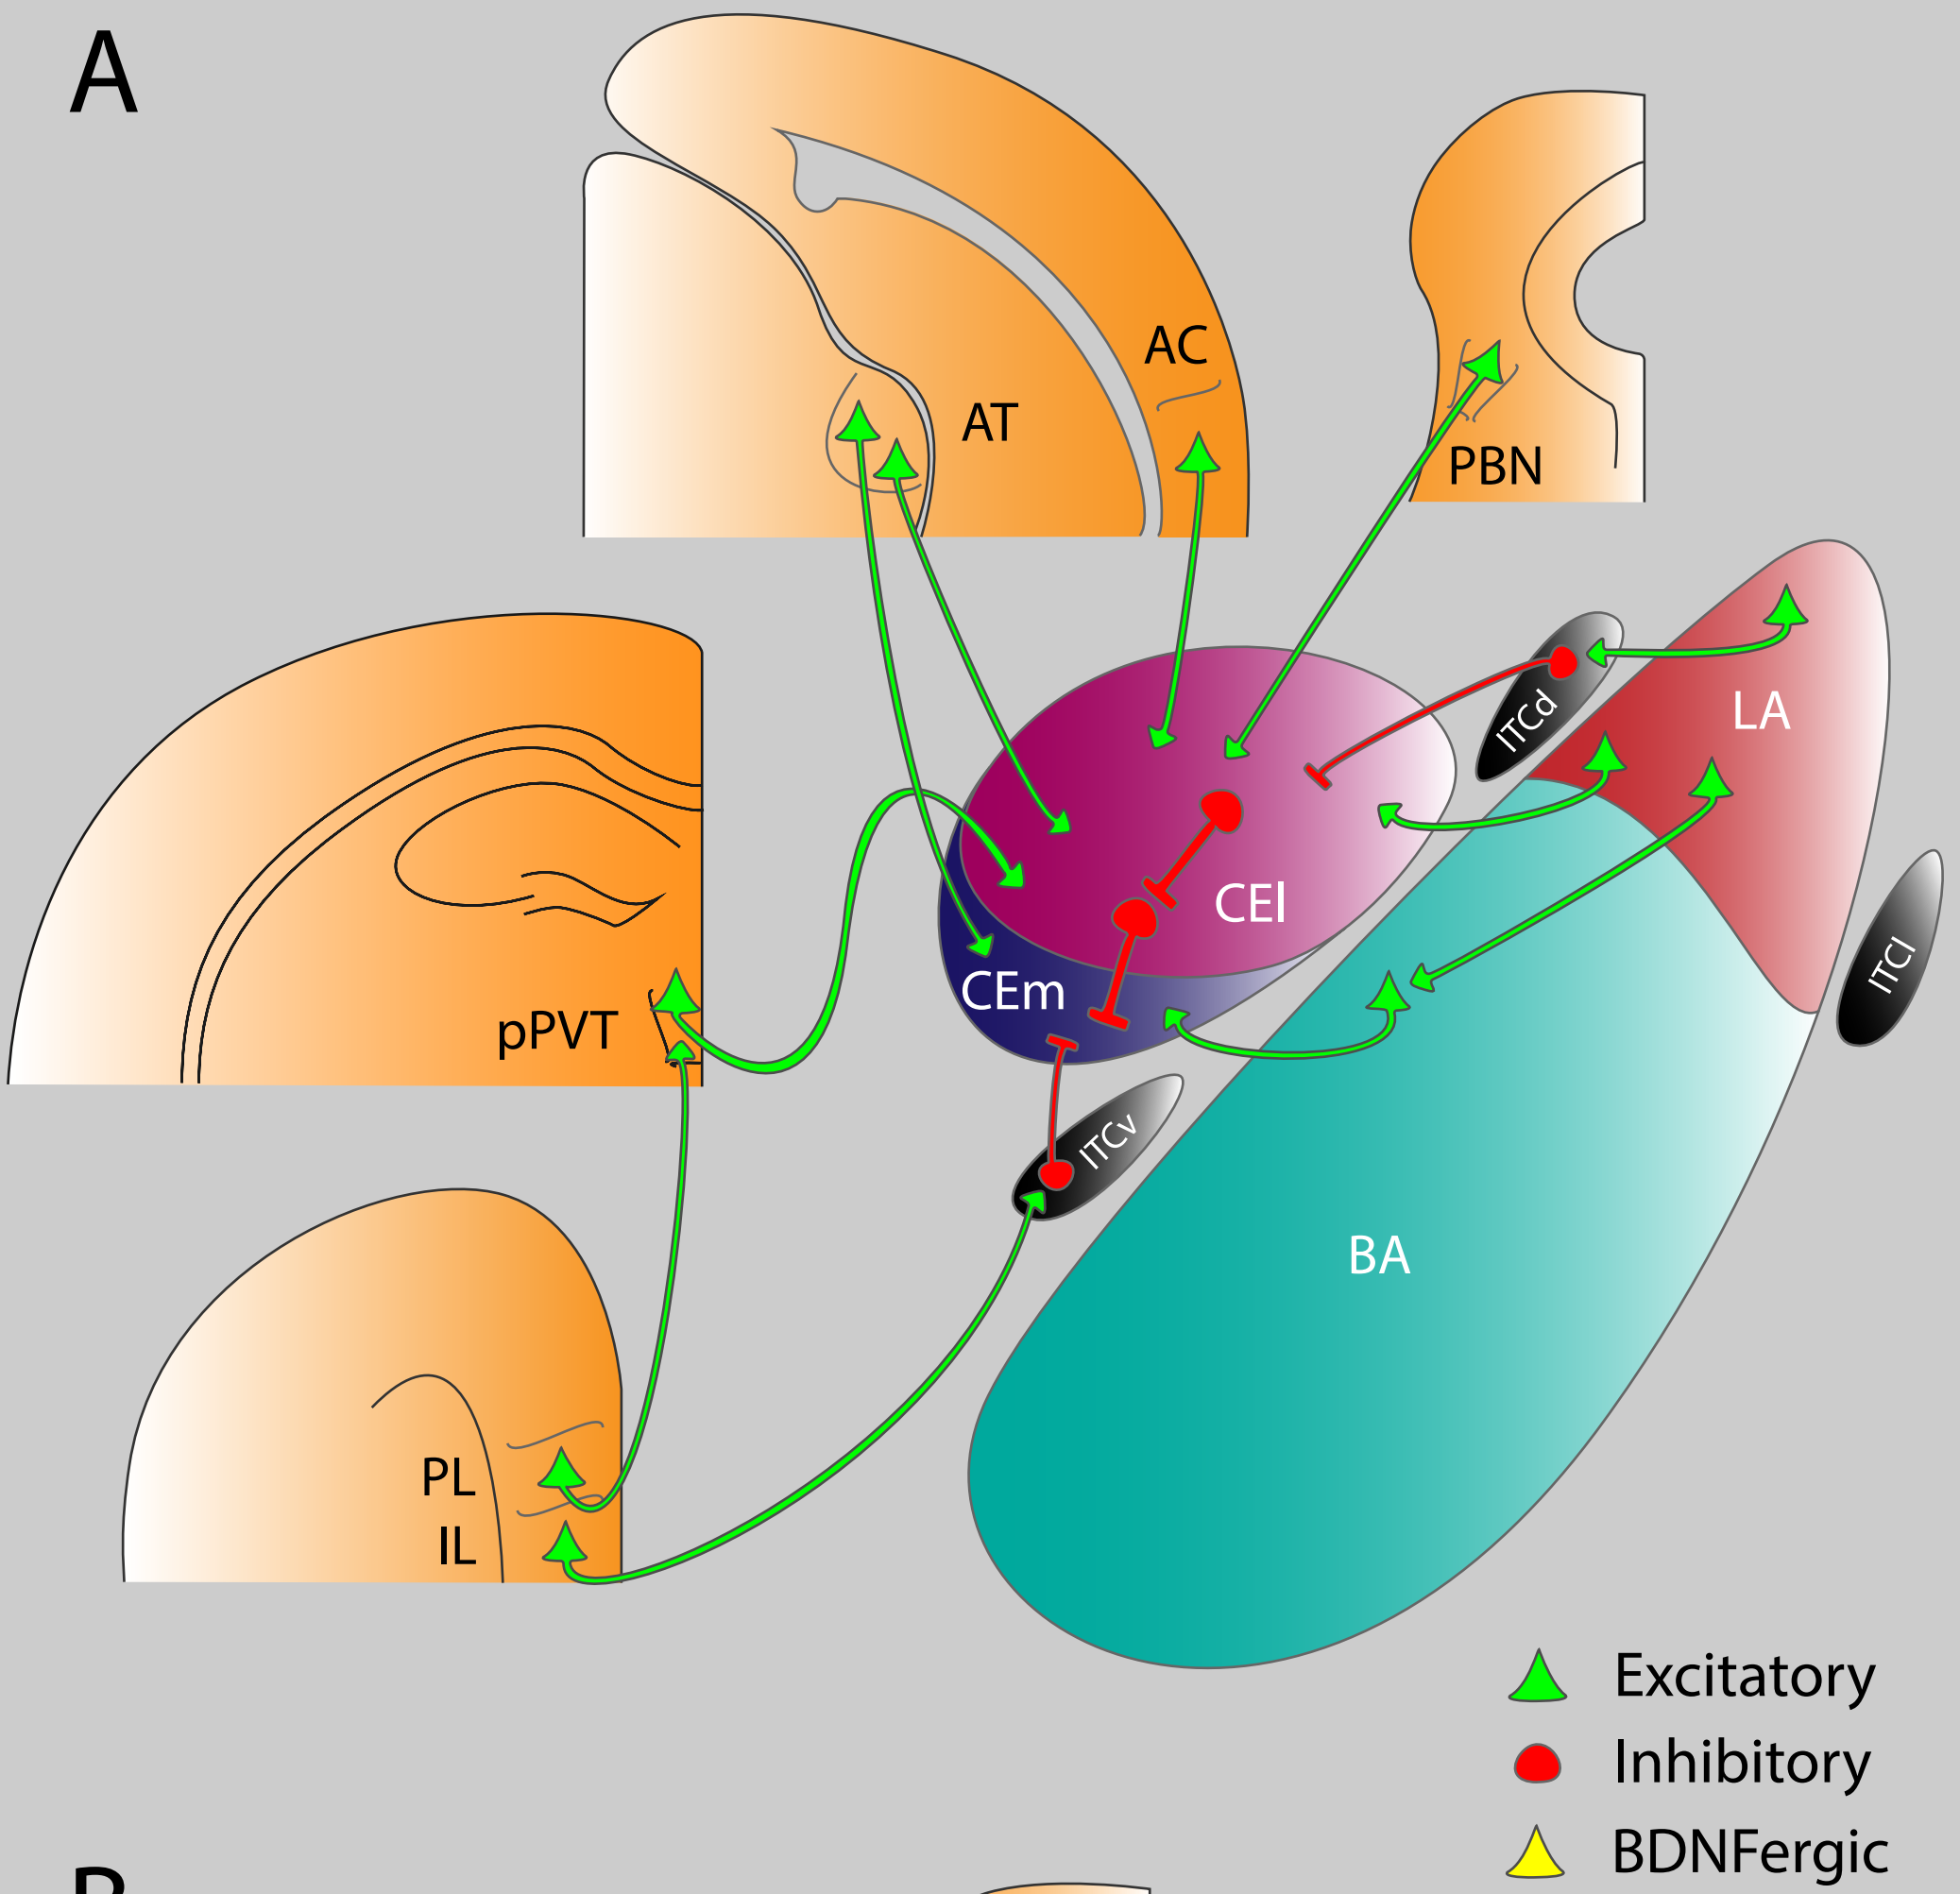 A
AC
AT
PBN
LA
ITCd
CEl
ITCl
CEm
pPVT
ITCv
BA
PL
IL
Excitatory
Inhibitory
BDNFergic